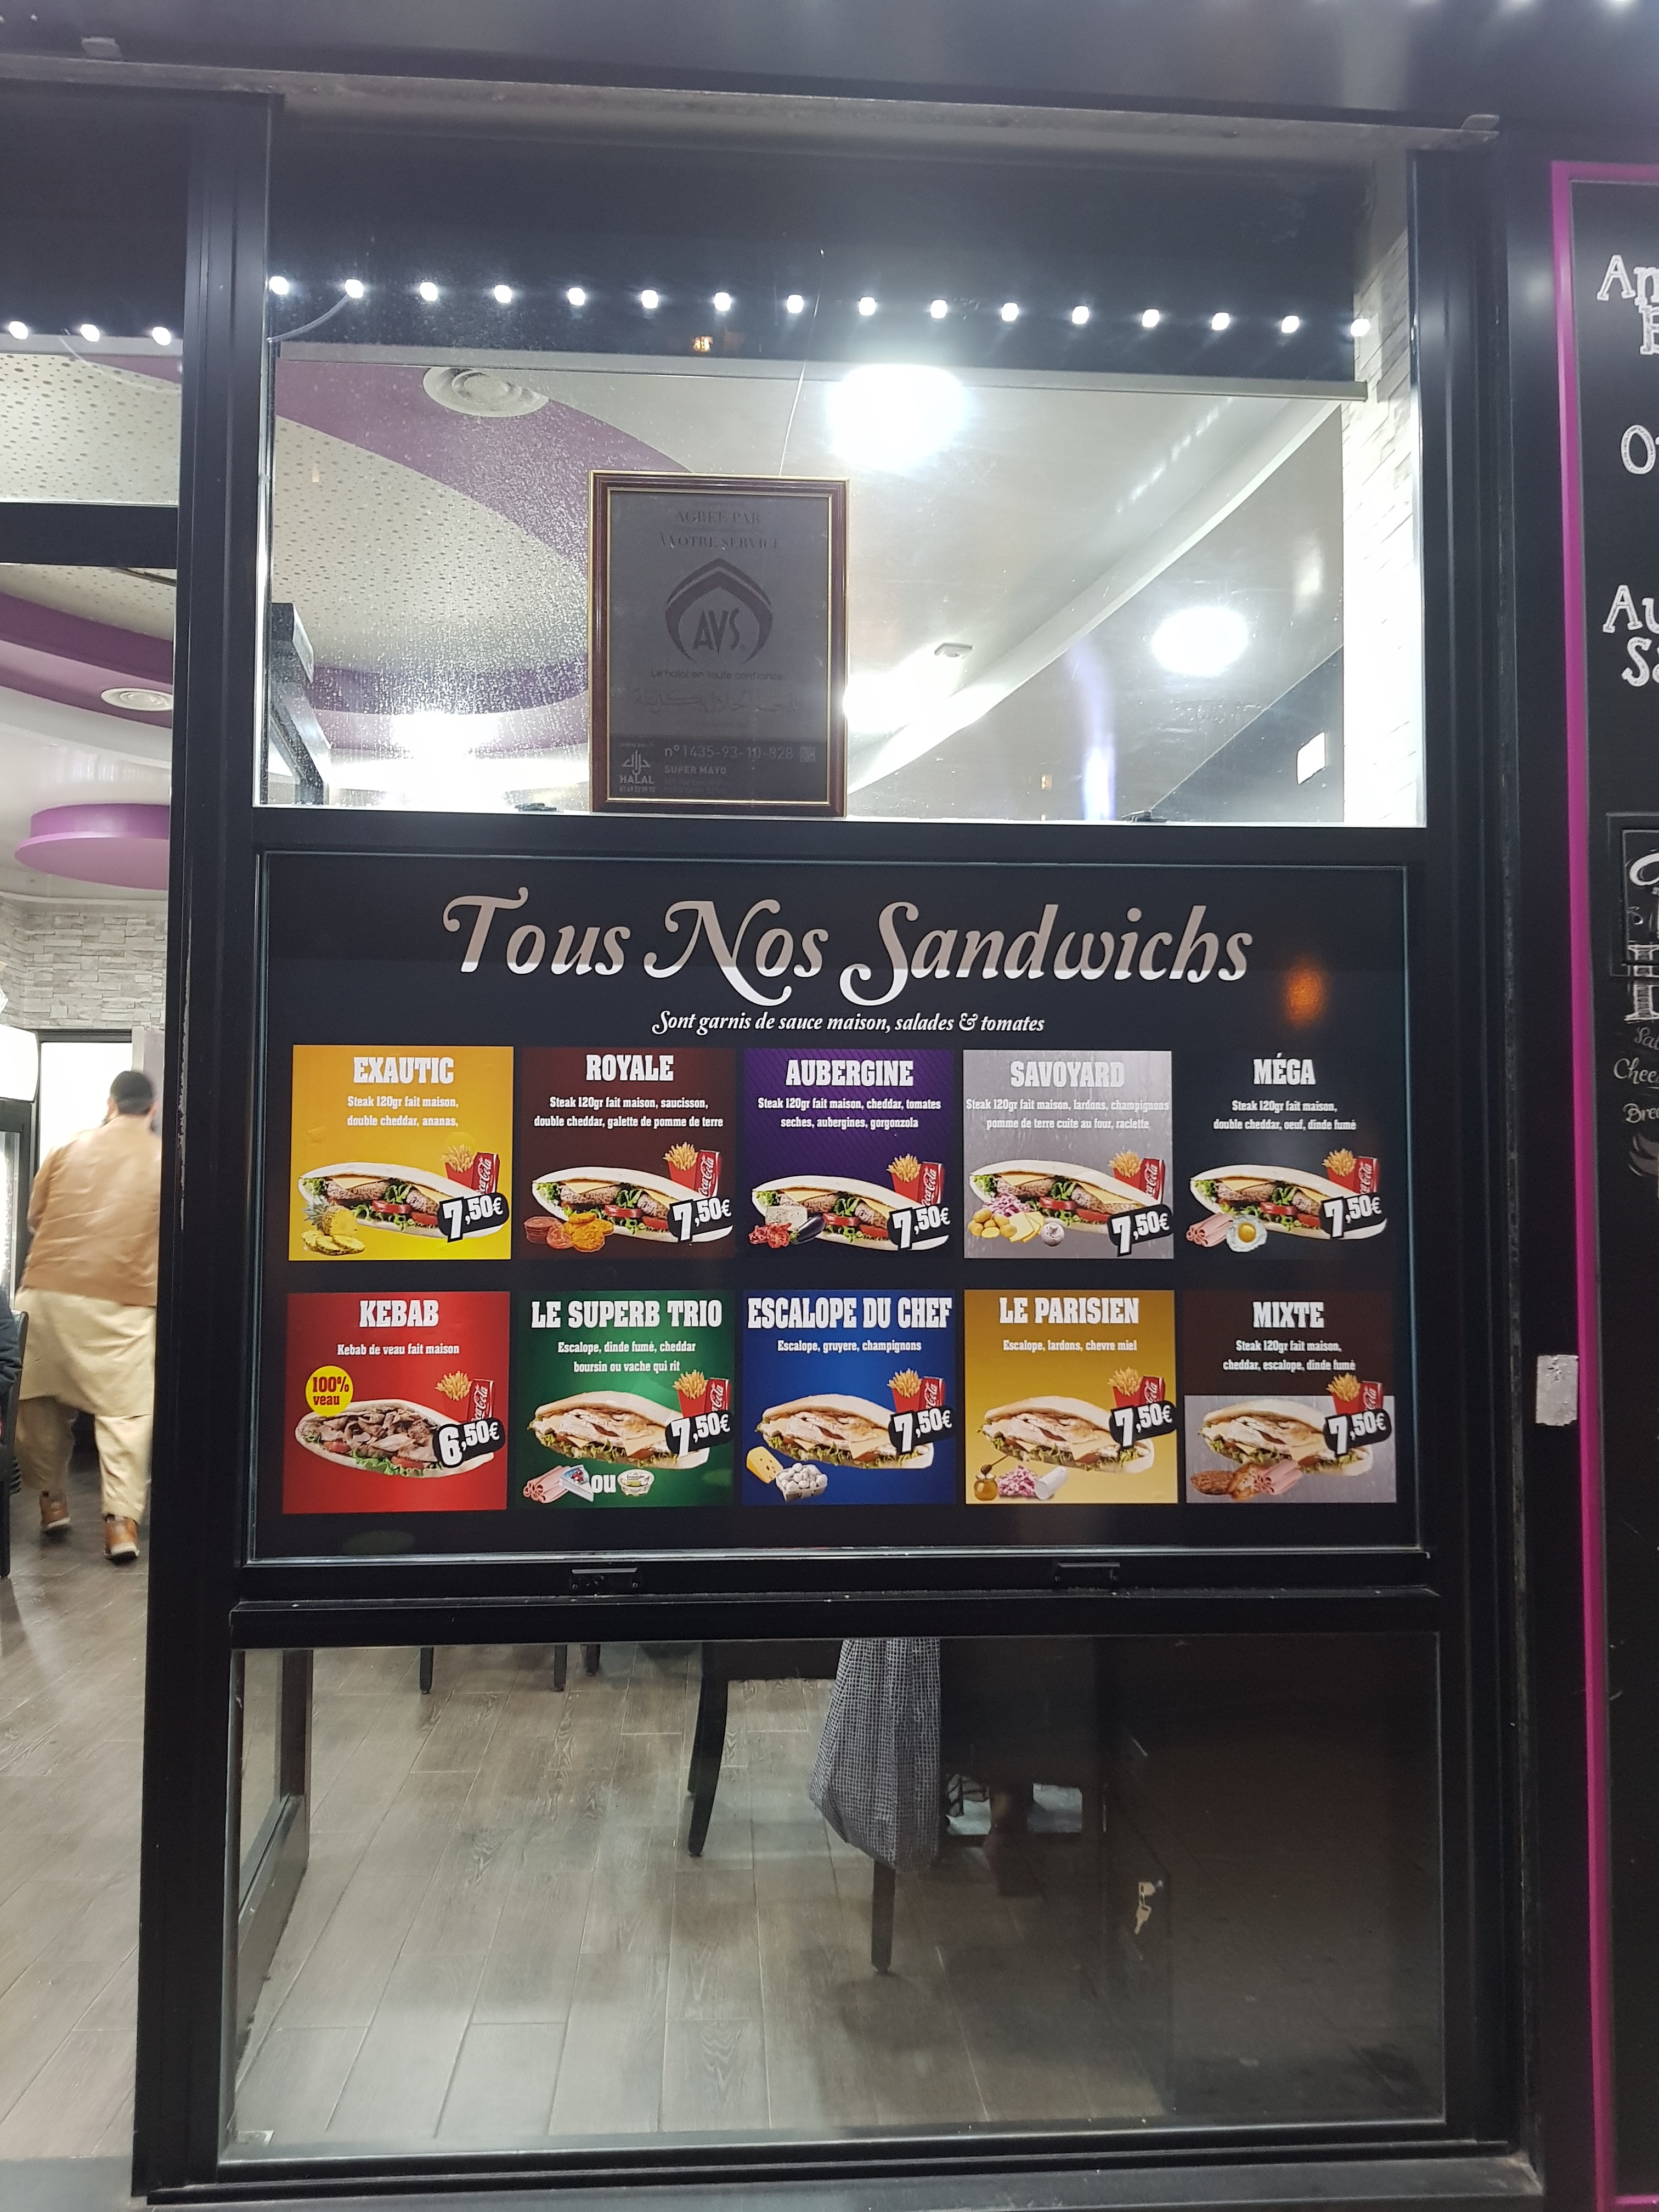 AGRÉE PAR
VOTRE SERVICE
AVS
Le halal en toute confiance
n°1435-93-10-828
HALAL
SUPER MAYO
Tous Nos Sandwichs
Sont garnis de sauce maison, salades & tomates
EXAUTIC
Steak 120gr fait maison,
double cheddar, ananas,
7,50€
ROYALE
Steak 120gr fait maison, saucisson,
double cheddar, galette de pomme de terre
7,50€
AUBERGINE
Steak 120gr fait maison, cheddar, tomates
seches, aubergines, gorgonzola
7,50€
SAVOYARD
Steak 120gr fait maison, lardons, champignons
pomme de terre cuite au four, raclette
7,50€
MÉGA
Steak 120gr fait maison,
double cheddar, oeuf, dinde fumé
7,50€
KEBAB
Kebab de veau fait maison
100%
veau
6,50€
LE SUPERB TRIO
Escalope, dinde fumé, cheddar
boursin ou vache qui rit
7,50€
ou
ESCALOPE DU CHEF
Escalope, gruyere, champignons
7,50€
LE PARISIEN
Escalope, lardons, chevre miel
7,50€
MIXTE
Steak 120gr fait maison,
cheddar, escalope, dinde fumé
7,50€